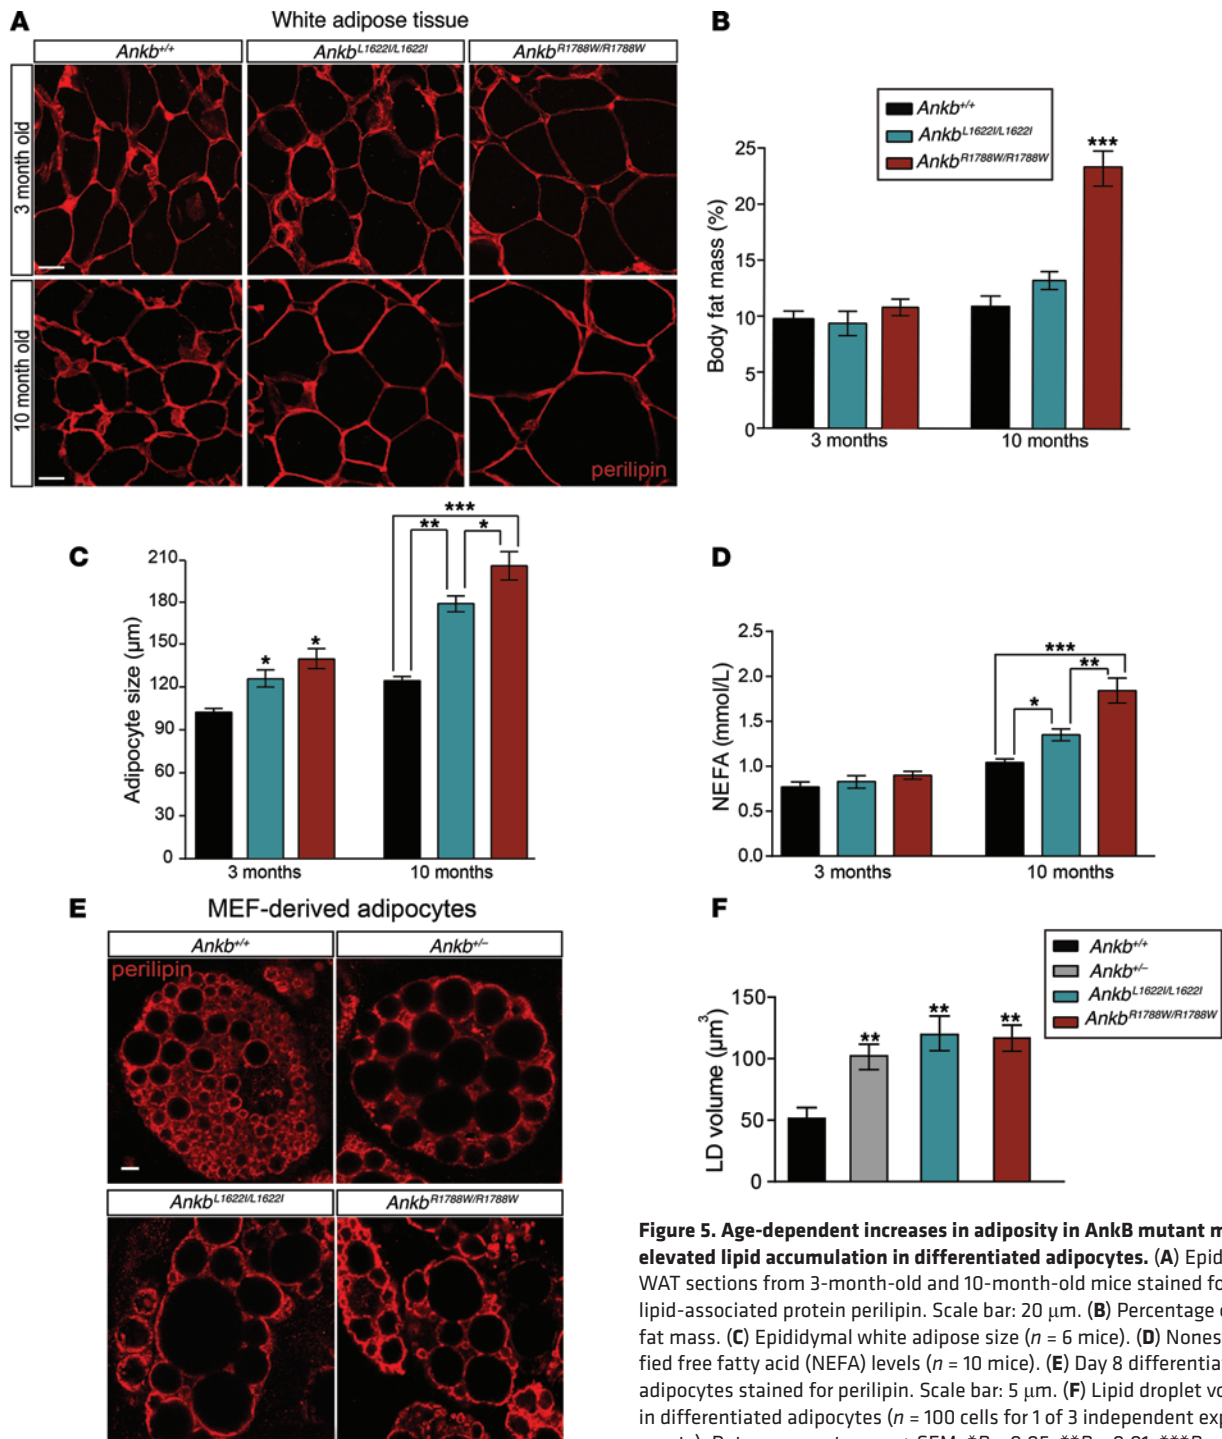 A
White adipose tissue
Ankb+/+
AnkbL1622I/L1622I
AnkbR1788W/R1788W
3 month old
10 month old
perilipin
B
Ankb+/+
AnkbL1622I/L1622I
AnkbR1788W/R1788W
Body fat mass (%)
25
20
15
10
5
0
***
3 months
10 months
C
Adipocyte size (µm)
210
180
150
120
90
60
30
0
*
*
**
***
*
3 months
10 months
D
NEFA (mmol/L)
2.5
2.0
1.5
1.0
0.5
0.0
***
**
*
3 months
10 months
E
MEF-derived adipocytes
Ankb+/+
Ankb+/–
perilipin
AnkbL1622I/L1622I
AnkbR1788W/R1788W
F
Ankb+/+
Ankb+/–
AnkbL1622I/L1622I
AnkbR1788W/R1788W
LD volume (µm3)
150
100
50
0
**
**
**
Figure 5. Age-dependent increases in adiposity in AnkB mutant
elevated lipid accumulation in differentiated adipocytes. (A)
WAT sections from 3-month-old and 10-month-old mice stained
lipid-associated protein perilipin. Scale bar: 20 µm. (B) Percentage
fat mass. (C) Epididymal white adipose size (n = 6 mice). (D)
fied free fatty acid (NEFA) levels (n = 10 mice). (E) Day 8
adipocytes stained for perilipin. Scale bar: 5 µm. (F) Lipid droplet
in differentiated adipocytes (n = 100 cells for 1 of 3 independent